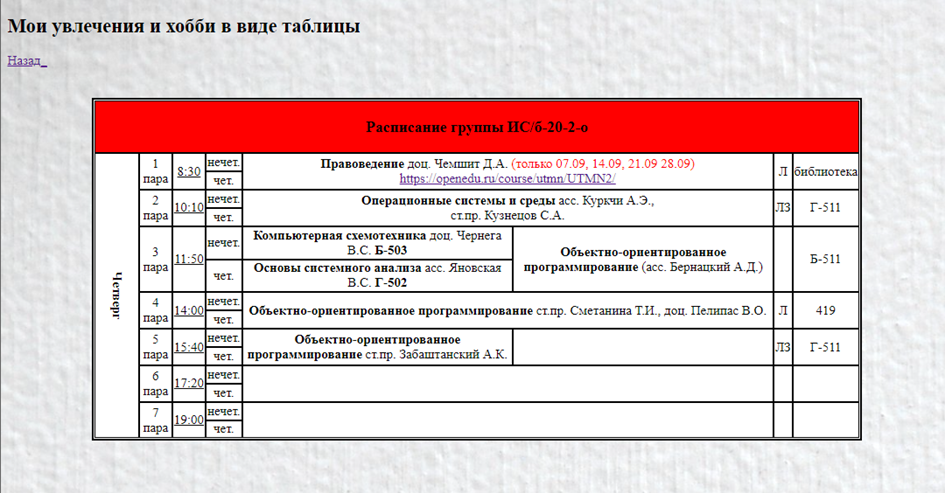 Мои увлечения и хобби в виде таблицы
Назад_
Расписание группы ИС/б-20-2-о
Четверг
1 пара 8:30 нечет. чет. Правоведение доц. Чемшит Д.А. (только 07.09, 14.09, 21.09 28.09)
https://openedu.ru/course/utmn/UTMN2/ Л библиотека
2 пара 10:10 нечет. чет. Операционные системы и среды асс. Куркчи А.Э.,
ст.пр. Кузнецов С.А. ЛЗ Г-511
3 пара 11:50 нечет. Компьютерная схемотехника доц. Чернега
В.С. Б-503
чет. Основы системного анализа асс. Яновская
В.С. Г-502
Объектно-ориентированное
программирование (асс. Бернацкий А.Д.) Б-511
4 пара 14:00 нечет. чет. Объектно-ориентированное программирование ст.пр. Сметанина Т.И., доц. Пелипас В.О. Л 419
5 пара 15:40 нечет. чет. Объектно-ориентированное
программирование ст.пр. Забаштанский А.К. ЛЗ Г-511
6 пара 17:20 нечет. чет.
7 пара 19:00 нечет. чет.